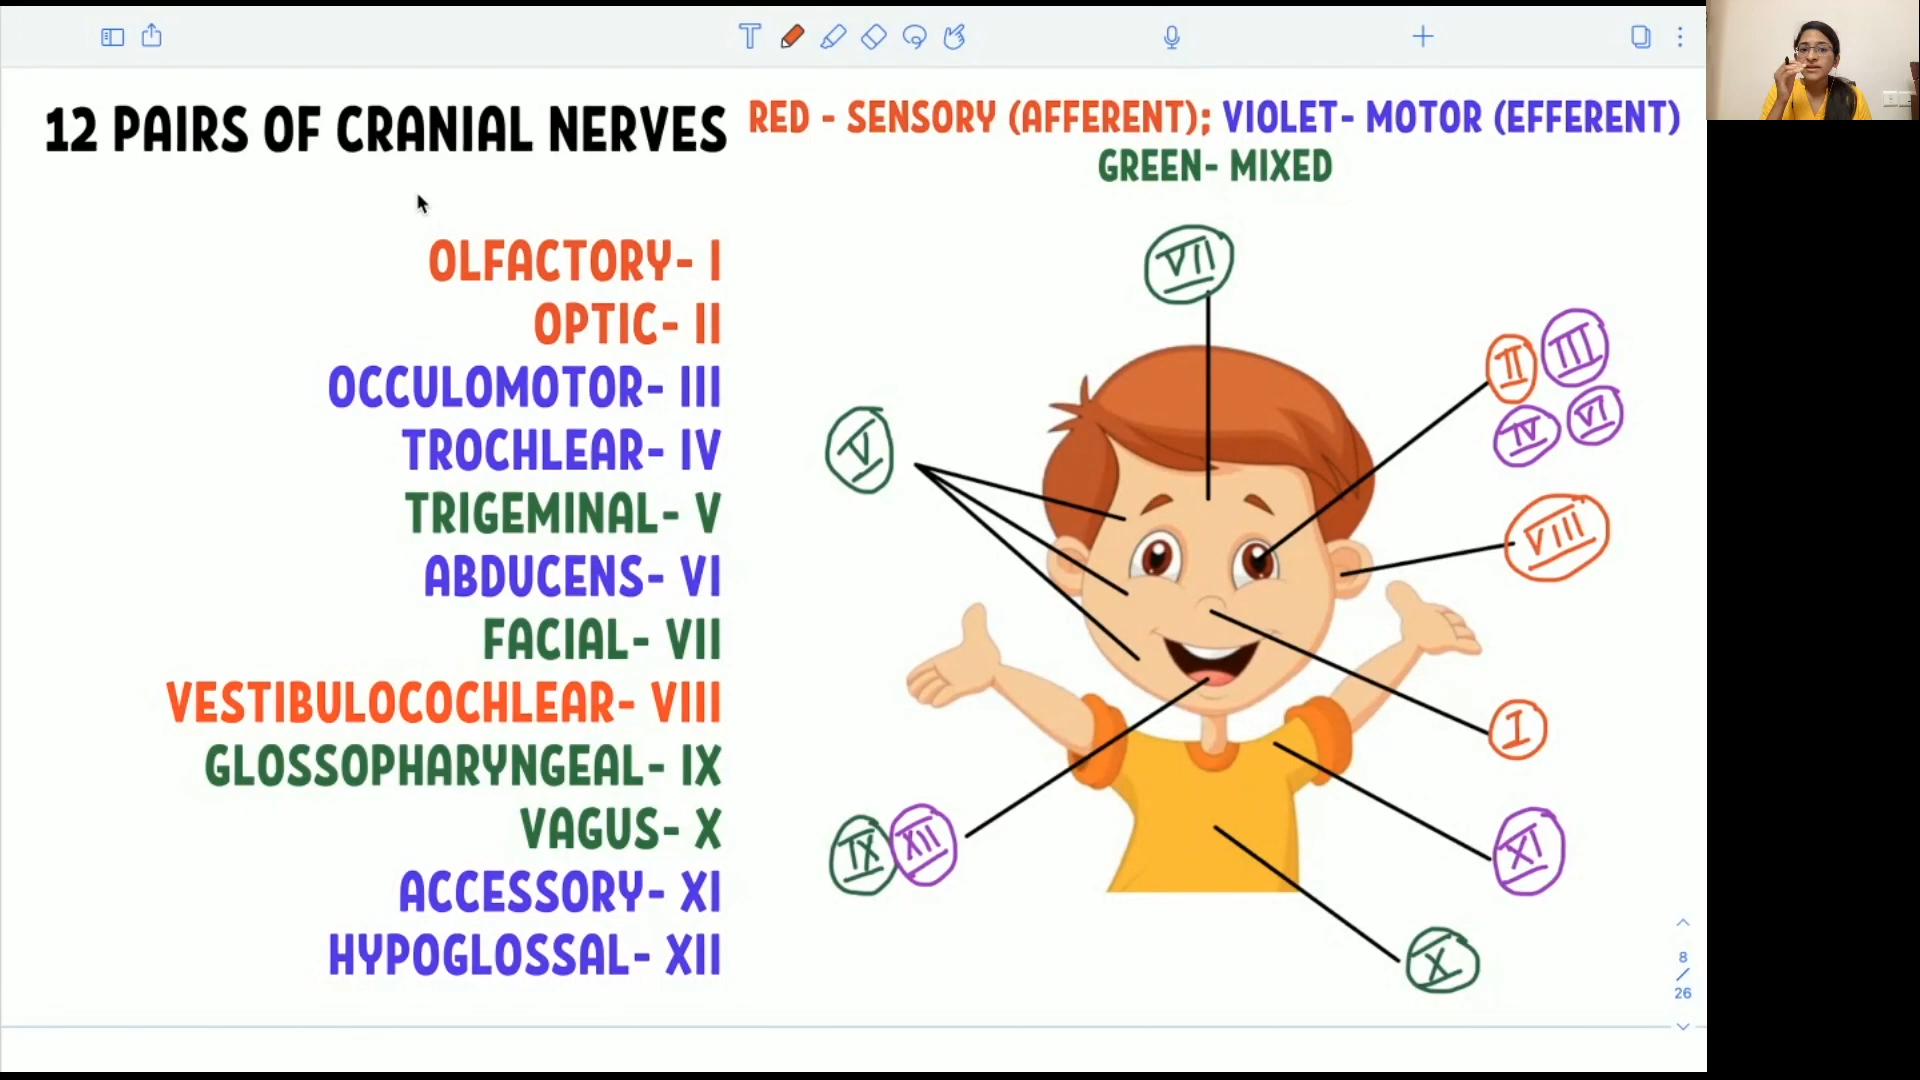 12 PAIRS OF CRANIAL NERVES
RED - SENSORY (AFFERENT); VIOLET- MOTOR (EFFERENT)
GREEN- MIXED
OLFACTORY- I
OPTIC- II
OCCULOMOTOR- III
TROCHLEAR- IV
TRIGEMINAL- V
ABDUCENS- VI
FACIAL- VII
VESTIBULOCOCHLEAR- VIII
GLOSSOPHARYNGEAL- IX
VAGUS- X
ACCESSORY- XI
HYPOGLOSSAL- XII
VII
II III
IV VI
V
VIII
I
IX XII
XI
X
8
/
26